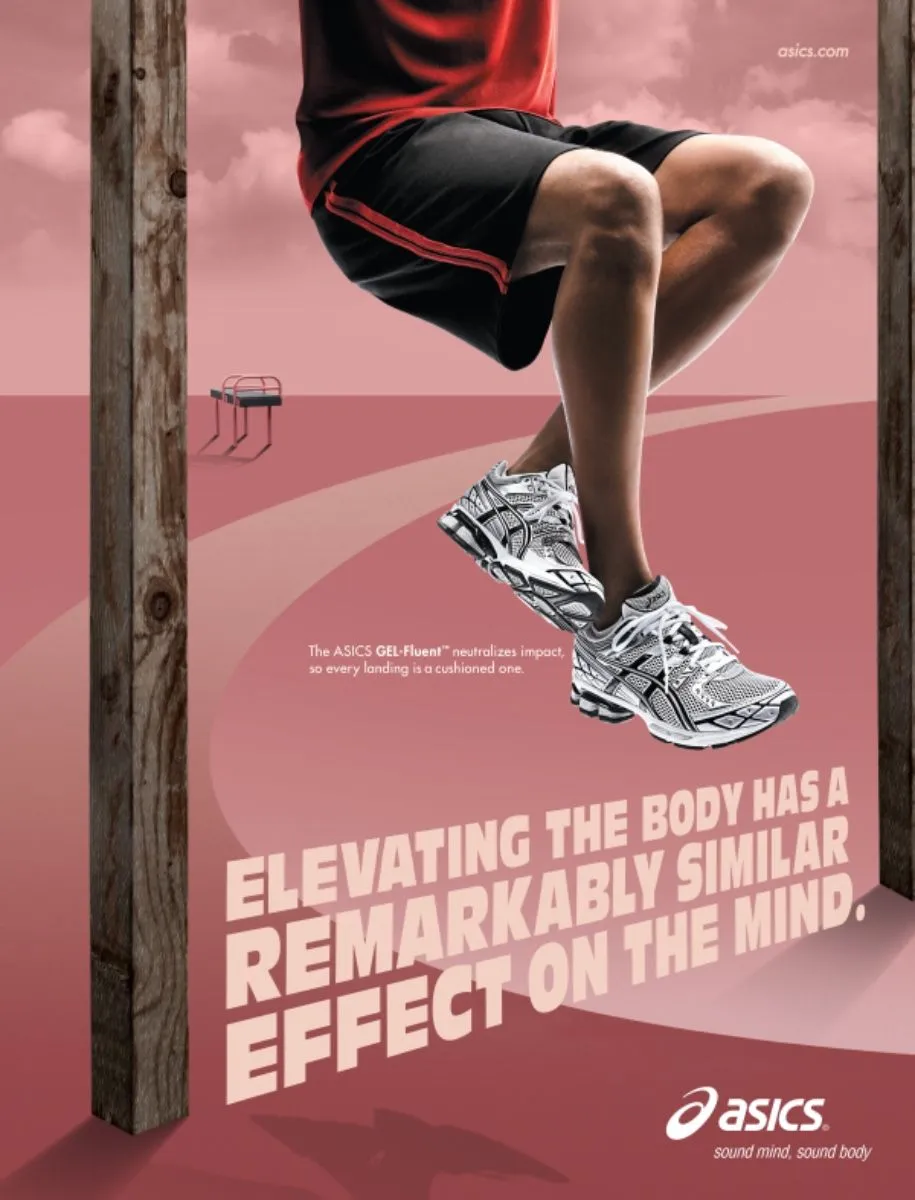 asics.com
The ASICS GEL-Fluent™ neutralizes impact,
so every landing is a cushioned one.
ELEVATING THE BODY HAS A
REMARKABLY SIMILAR
EFFECT ON THE MIND.
asics®
sound mind, sound body